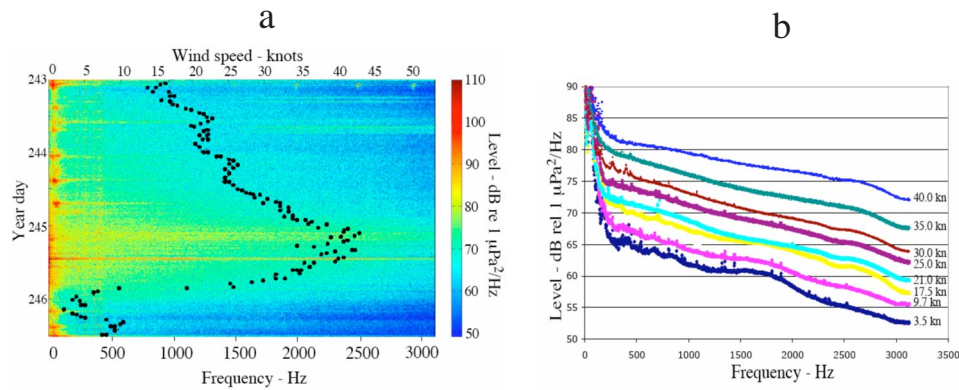 a
b
Wind speed - knots
0 5 10 15 20 25 30 35 40 45 50
243
244
245
246
Year day
0 500 1000 1500 2000 2500 3000
Frequency - Hz
110
100
90
80
70
60
50
Level - dB re 1 µPa²/Hz
90
85
80
75
70
65
60
55
50
Level - dB rel 1 µPa²/Hz
40.0 kn
35.0 kn
30.0 kn
25.0 kn
21.0 kn
17.5 kn
9.7 kn
3.5 kn
0 500 1000 1500 2000 2500 3000 3500
Frequency - Hz